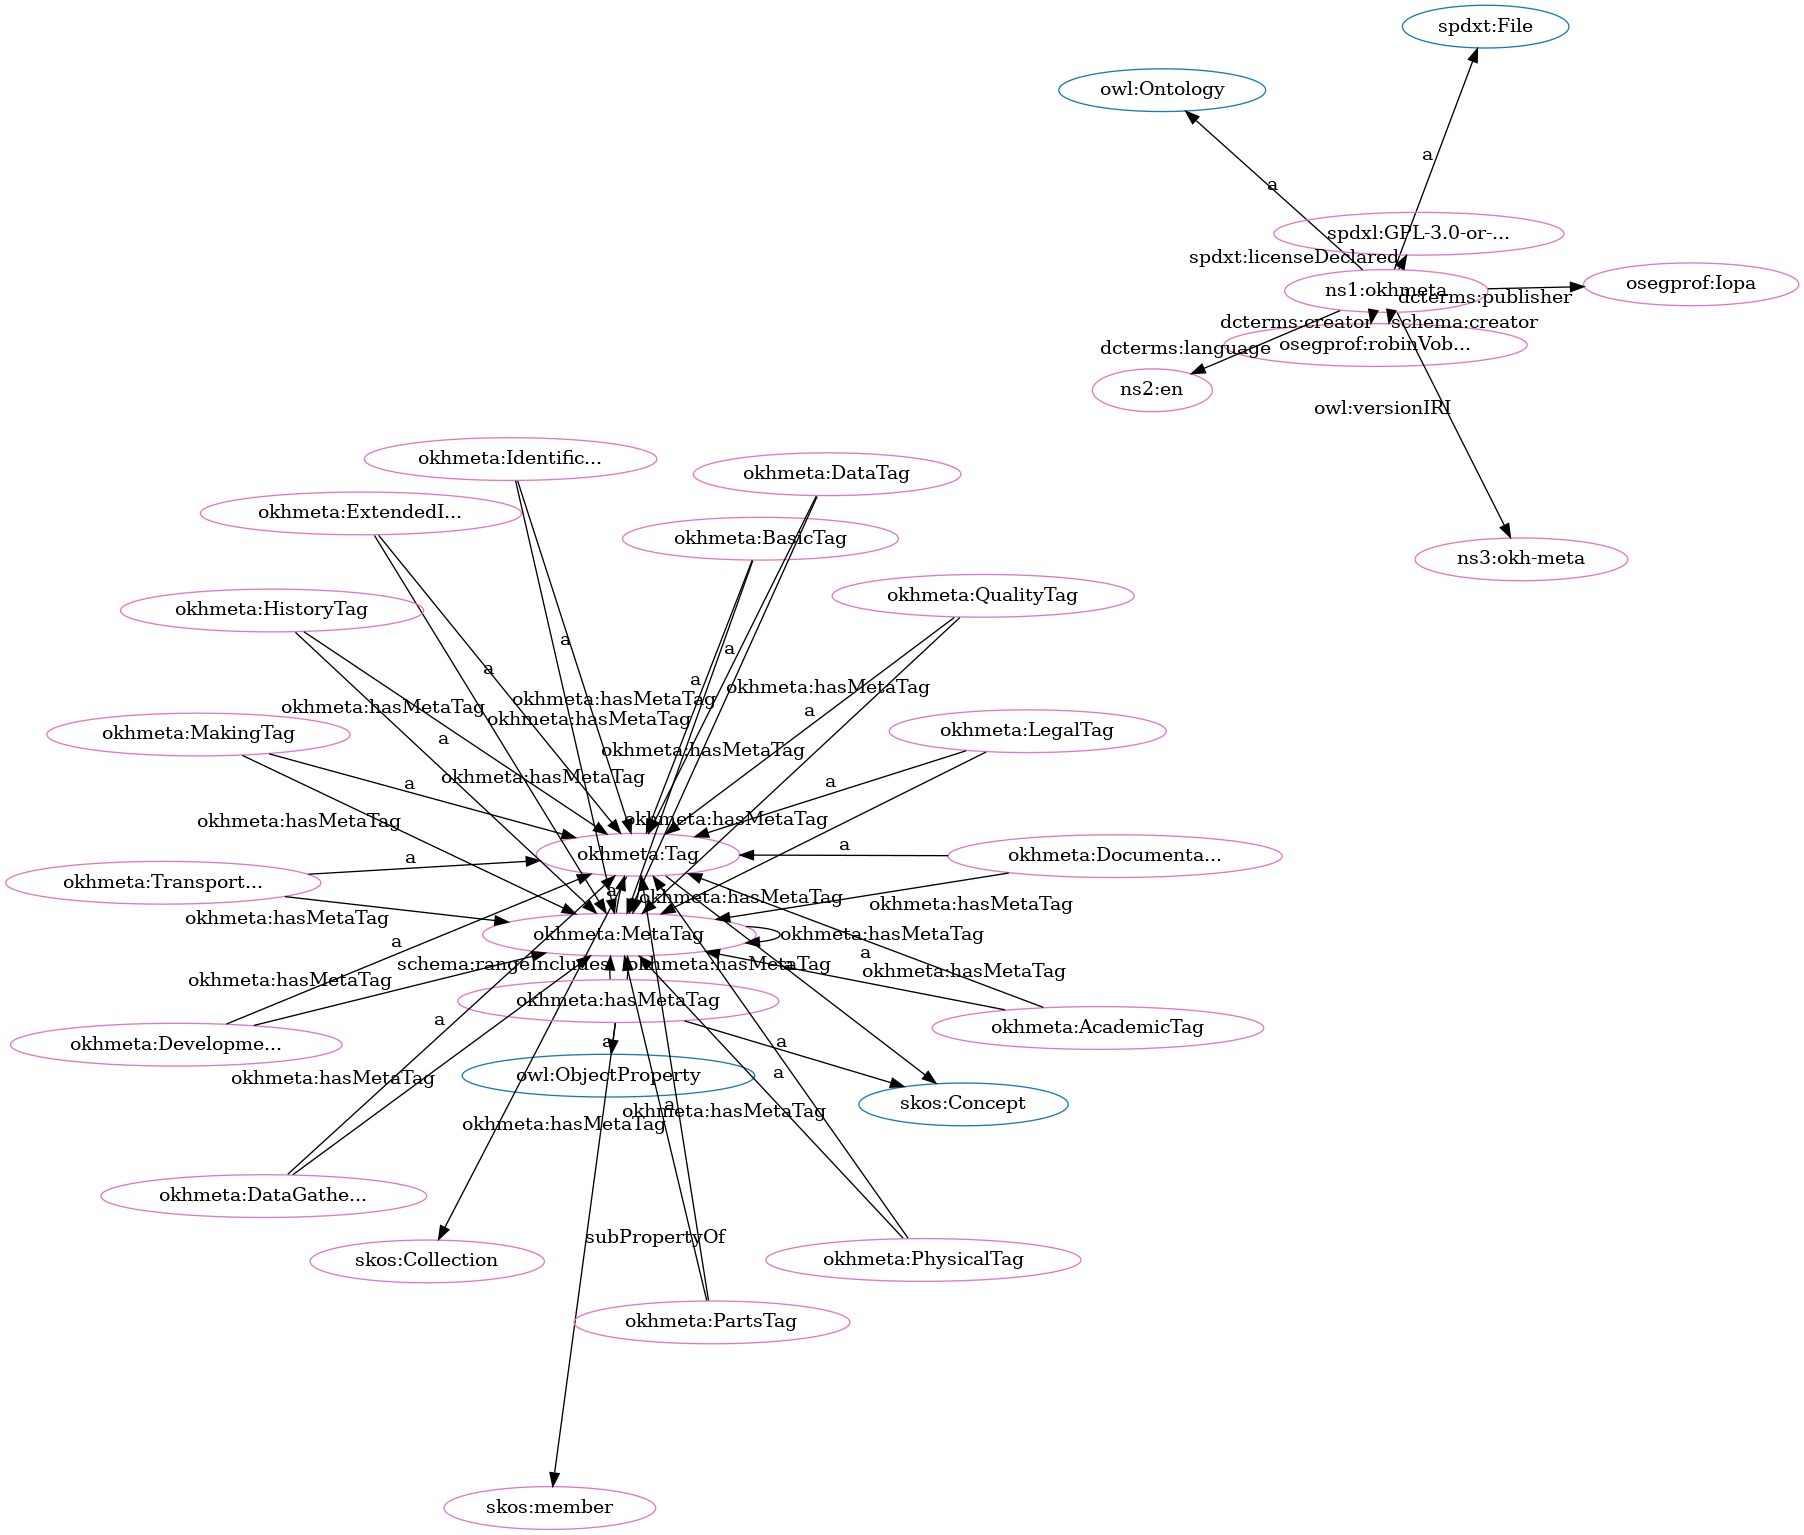 spdxt:File
owl:Ontology
a
a
spdxl:GPL-3.0-or-...
spdxt:licenseDeclared
osegprof:Iopa
ns1:okhmeta
dcterms:publisher
dcterms:creator
schema:creator
osegprof:robinVob...
dcterms:language
ns2:en
owl:versionIRI
okhmeta:Identific...
okhmeta:DataTag
okhmeta:ExtendedI...
okhmeta:BasicTag
ns3:okh-meta
okhmeta:QualityTag
okhmeta:HistoryTag
a
a
a
a
okhmeta:hasMetaTag
okhmeta:hasMetaTag
okhmeta:hasMetaTag
a
okhmeta:hasMetaTag
okhmeta:LegalTag
okhmeta:MakingTag
a
okhmeta:hasMetaTag
okhmeta:hasMetaTag
a
a
okhmeta:hasMetaTag
okhmeta:hasMetaTag
a
okhmeta:Tag
a
okhmeta:Documenta...
okhmeta:Transport...
a
okhmeta:hasMetaTag
okhmeta:hasMetaTag
okhmeta:hasMetaTag
okhmeta:MetaTag
okhmeta:hasMetaTag
a
a
schema:rangeIncludes
okhmeta:hasMetaTag
a
okhmeta:hasMetaTag
okhmeta:hasMetaTag
okhmeta:hasMetaTag
a
okhmeta:AcademicTag
okhmeta:Developme...
a
a
a
owl:ObjectProperty
okhmeta:hasMetaTag
skos:Concept
a
okhmeta:hasMetaTag
okhmeta:hasMetaTag
okhmeta:DataGathe...
subPropertyOf
skos:Collection
okhmeta:PhysicalTag
okhmeta:PartsTag
skos:member